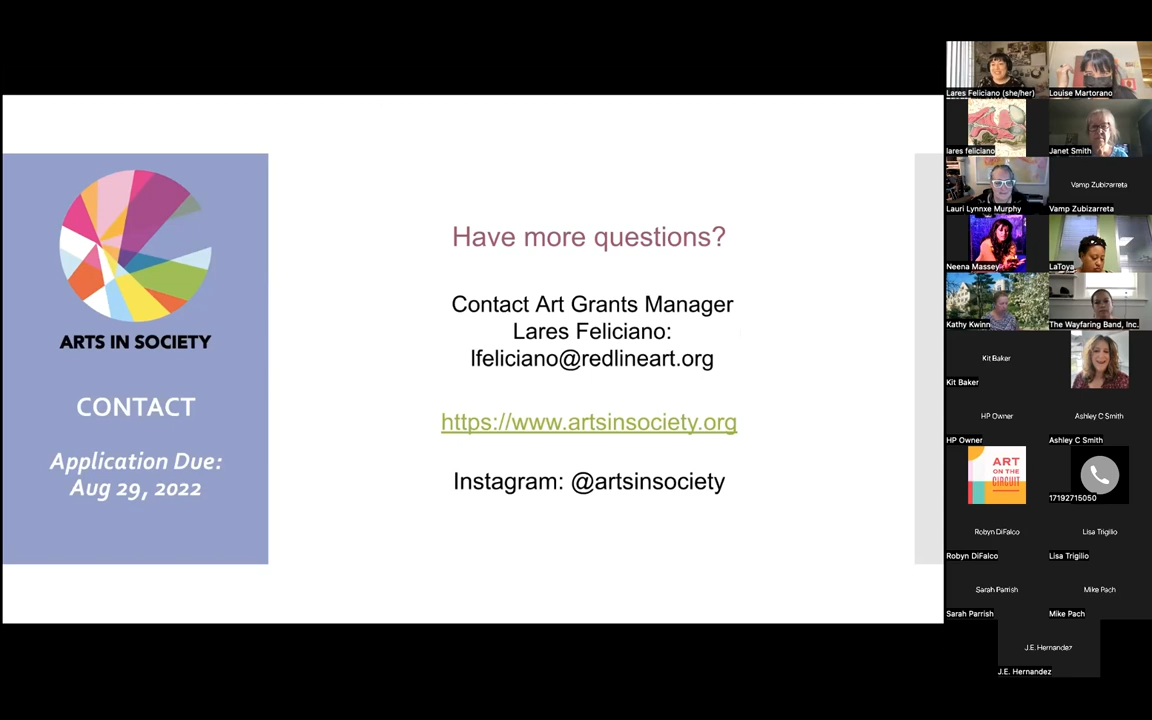 ARTS IN SOCIETY
CONTACT
Application Due:
Aug 29, 2022
Have more questions?
Contact Art Grants Manager
Lares Feliciano:
lfeliciano@redlineart.org
https://www.artsinsociety.org
Instagram: @artsinsociety
Lares Feliciano (she/her)
Louise Martorano
lares feliciano
Janet Smith
Lauri Lynnxe Murphy
Vamp Zubizarreta
Vamp Zubizarreta
Neena Massey
LaToya
Kathy Kwinn
The Wayfaring Band, Inc.
Kit Baker
Kit Baker
HP Owner
HP Owner
Ashley C Smith
Ashley C Smith
ART
ON THE
CIRCUIT
17192715050
Robyn DiFalco
Robyn DiFalco
Lisa Trigilio
Lisa Trigilio
Sarah Parrish
Sarah Parrish
Mike Pach
Mike Pach
J.E. Hernandez
J.E. Hernandez